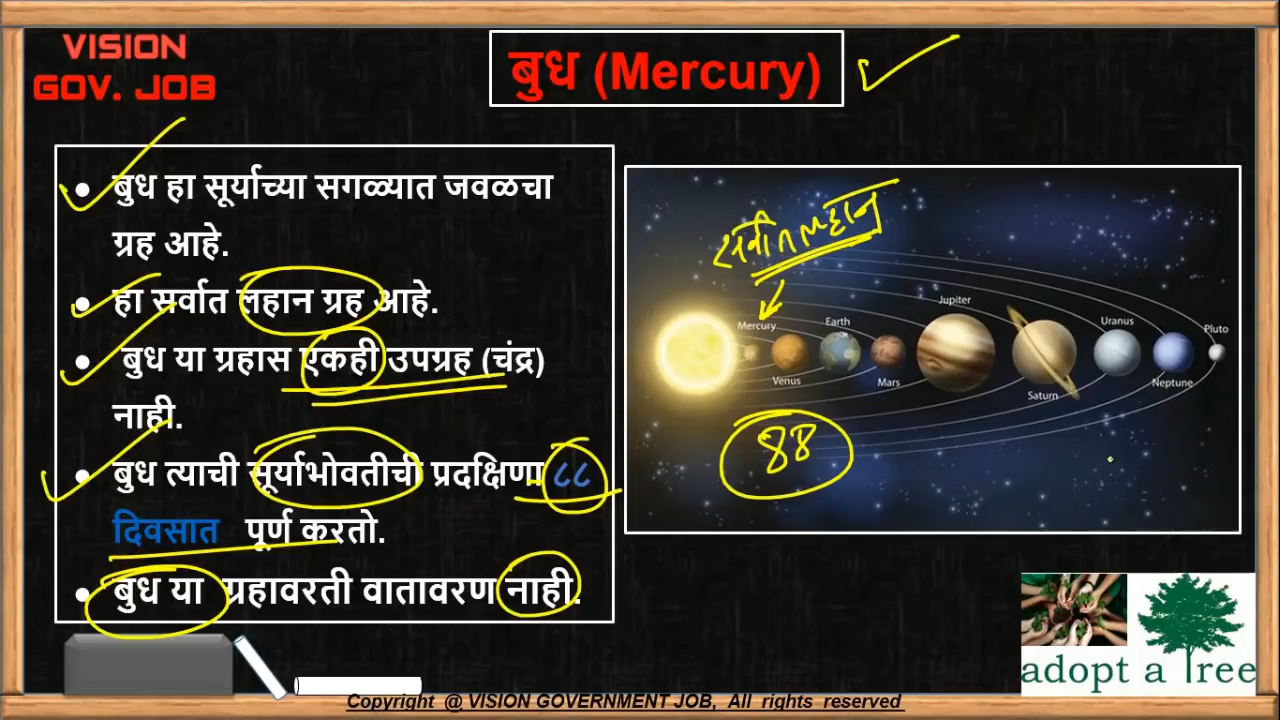 VISION
GOV. JOB
बुध (Mercury)
● बुध हा सूर्याच्या सगळ्यात जवळचा
ग्रह आहे.
● हा सर्वात लहान ग्रह आहे.
● बुध या ग्रहास एकही उपग्रह (चंद्र)
नाही.
● बुध त्याची सूर्याभोवतीची प्रदक्षिणा ८८
दिवसात पूर्ण करतो.
● बुध या ग्रहावरती वातावरण नाही.
सर्वात लहान
Mercury
Venus
Earth
Mars
Jupiter
Saturn
Uranus
Neptune
Pluto
88
adopt a Tree
Copyright @ VISION GOVERNMENT JOB, All rights reserved